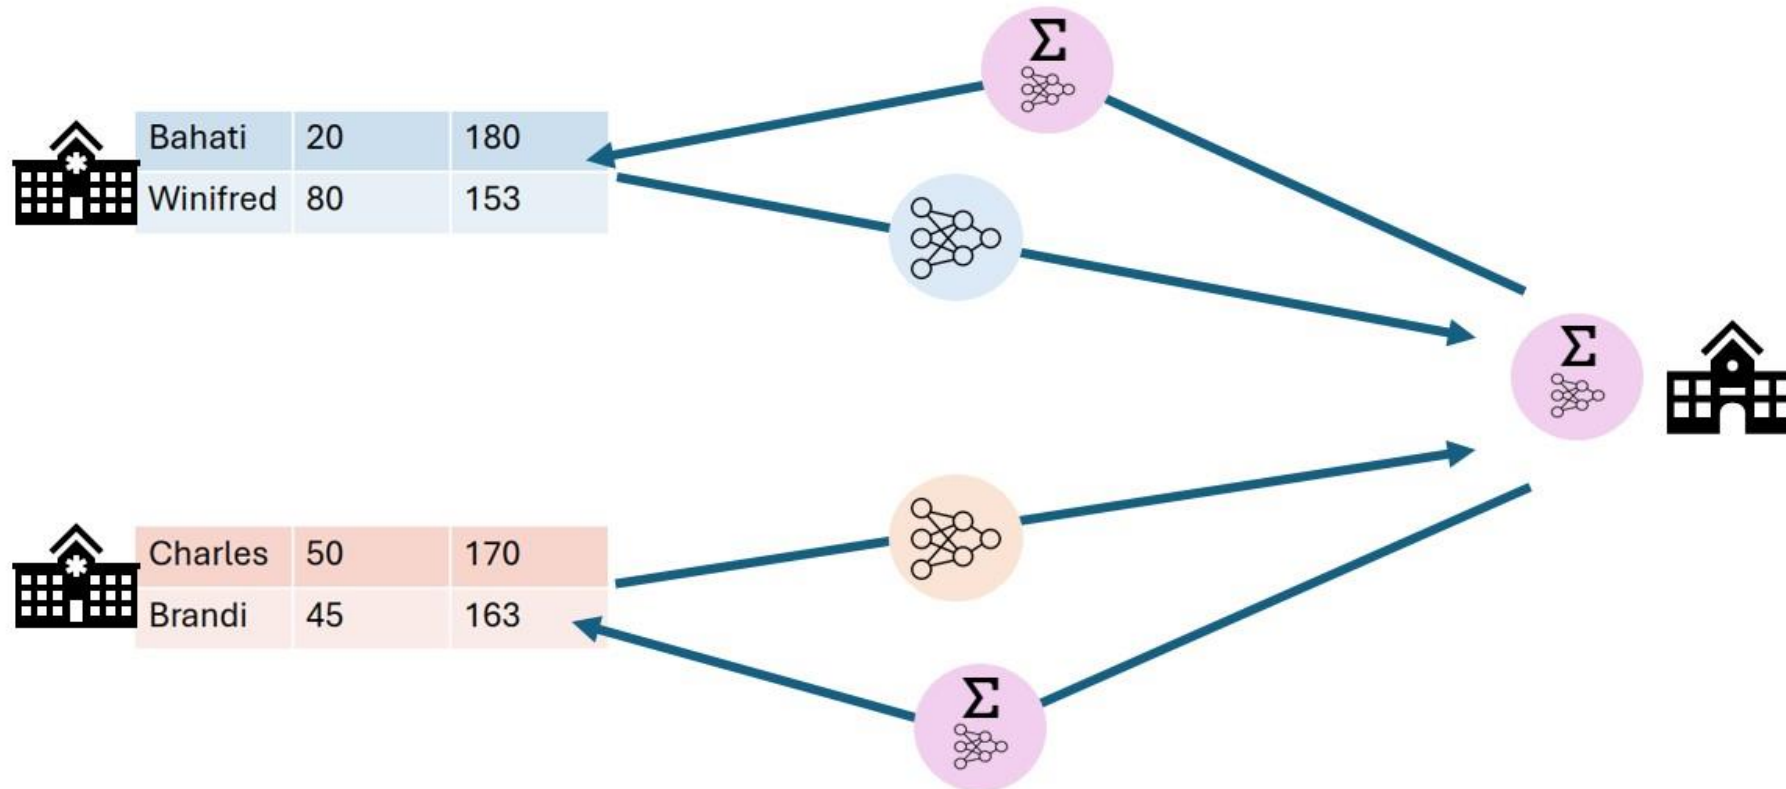 Σ
Bahati 20 180
Winifred 80 153
Σ
Charles 50 170
Brandi 45 163
Σ